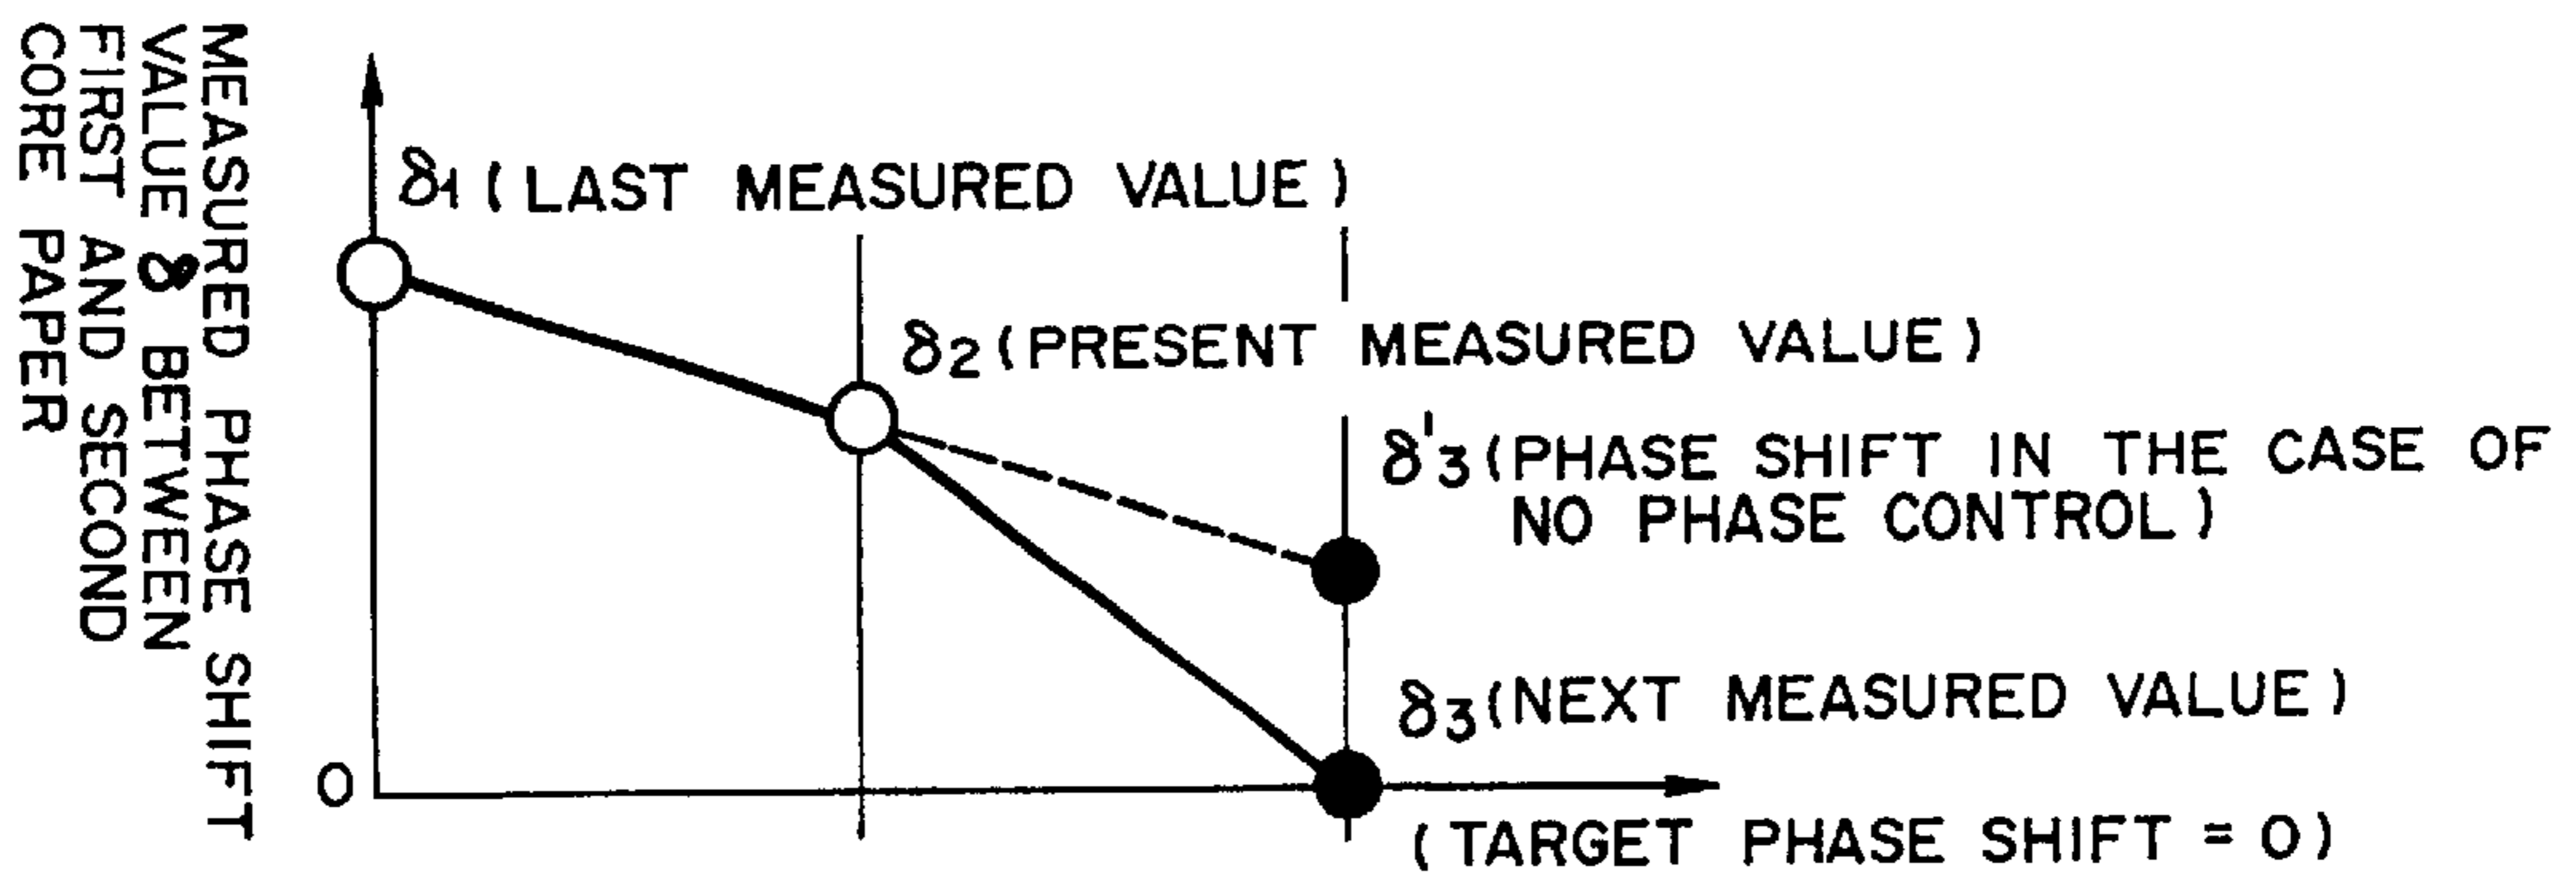 MEASURED PHASE SHIFT
VALUE δ BETWEEN
FIRST AND SECOND
CORE PAPER
δ1 (LAST MEASURED VALUE)
δ2 (PRESENT MEASURED VALUE)
δ'3 (PHASE SHIFT IN THE CASE OF
NO PHASE CONTROL)
δ3 (NEXT MEASURED VALUE)
0
(TARGET PHASE SHIFT = 0)